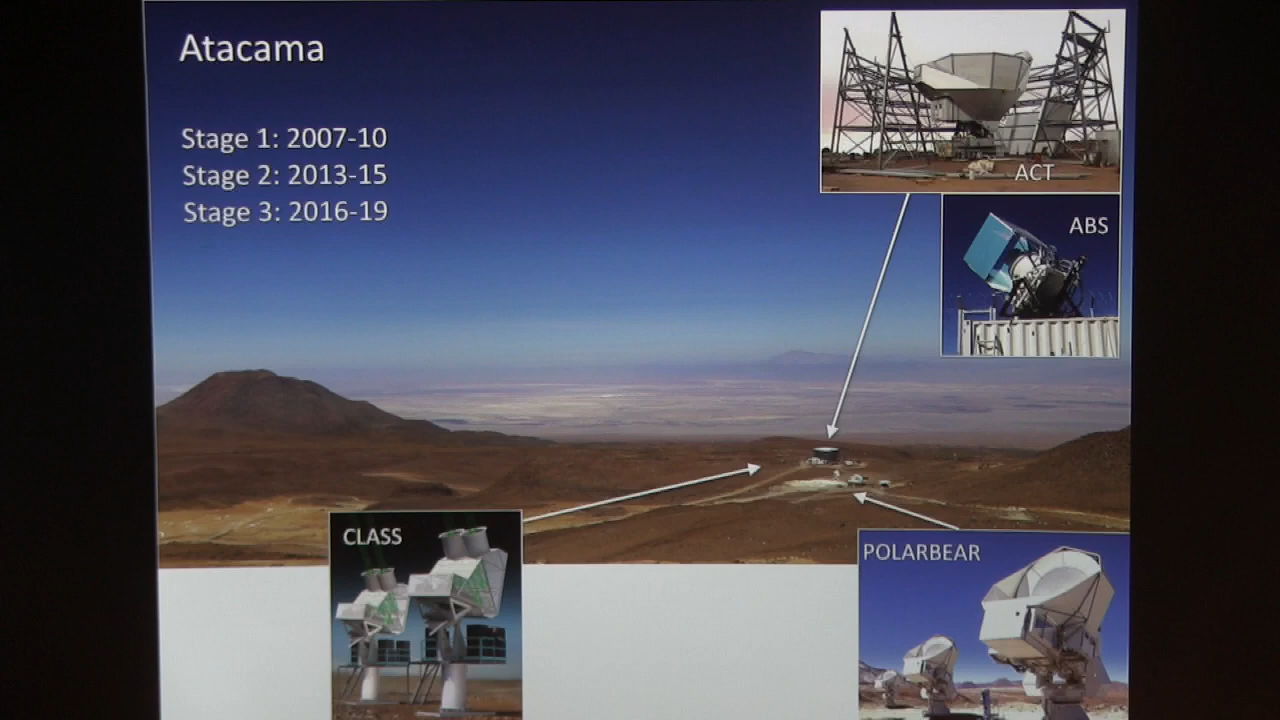 Atacama
Stage 1: 2007-10
Stage 2: 2013-15
Stage 3: 2016-19
ACT
ABS
CLASS
POLARBEAR